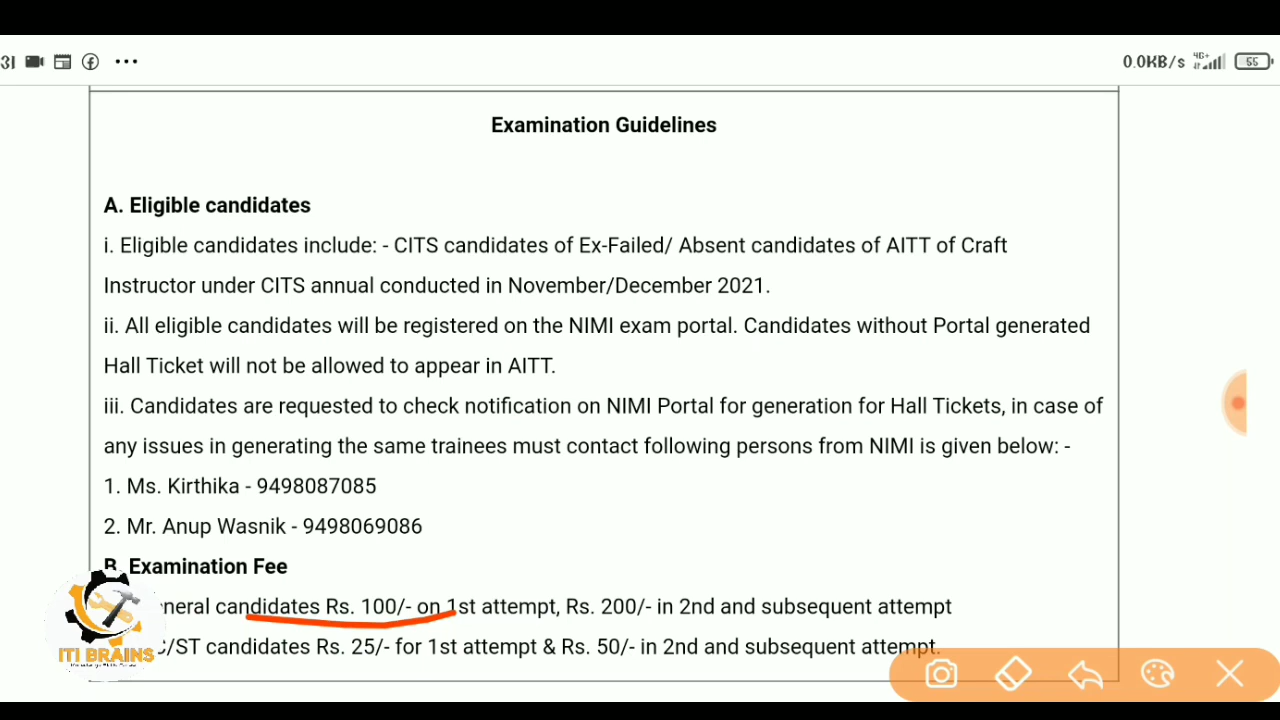 31
0.0KB/s 4G+ 55
Examination Guidelines
A. Eligible candidates
i. Eligible candidates include: - CITS candidates of Ex-Failed/ Absent candidates of AITT of Craft
Instructor under CITS annual conducted in November/December 2021.
ii. All eligible candidates will be registered on the NIMI exam portal. Candidates without Portal generated
Hall Ticket will not be allowed to appear in AITT.
iii. Candidates are requested to check notification on NIMI Portal for generation for Hall Tickets, in case of
any issues in generating the same trainees must contact following persons from NIMI is given below: -
1. Ms. Kirthika - 9498087085
2. Mr. Anup Wasnik - 9498069086
B. Examination Fee
neral candidates Rs. 100/- on 1st attempt, Rs. 200/- in 2nd and subsequent attempt
C/ST candidates Rs. 25/- for 1st attempt & Rs. 50/- in 2nd and subsequent attempt.
ITI BRAINS